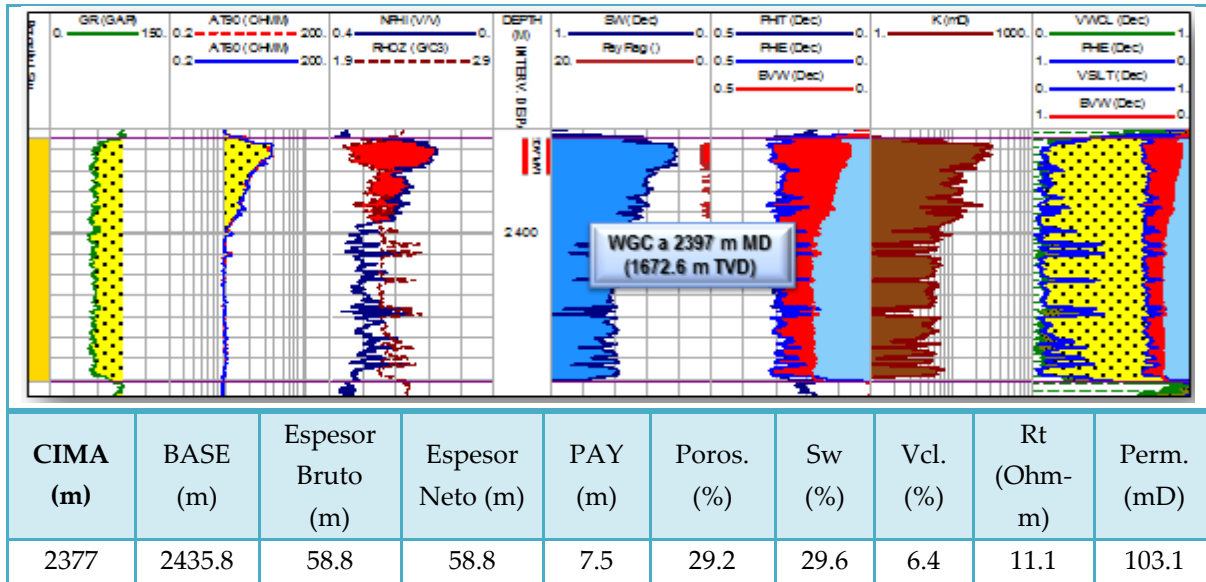 GR (GAPI)
0. 150.
AT90 (OHMM)
0.2 200.
AT60 (OHMM)
0.2 200.
NPHI (V/V)
0.4 0.
RHOZ (G/C3)
1.9 2.9
DEPTH
(M)
SW (Dec)
1. 0.
Pay Flag ()
20. 0.
PHIT (Dec)
0.5 0.
PHIE (Dec)
0.5 0.
BVW (Dec)
0.5 0.
K (mD)
1. 1000.
VWCL (Dec)
0. 1.
PHIE (Dec)
1. 0.
VSILT (Dec)
0. 1.
BVW (Dec)
1. 0.
2400
WGC a 2397 m MD
(1672.6 m TVD)
CIMA (m) BASE (m) Espesor Bruto (m) Espesor Neto (m) PAY (m) Poros. (%) Sw (%) Vcl. (%) Rt (Ohm-m) Perm. (mD)
2377 2435.8 58.8 58.8 7.5 29.2 29.6 6.4 11.1 103.1